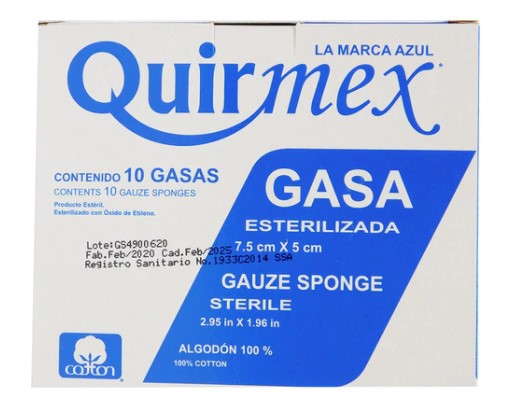 LA MARCA AZUL
Quirmex
CONTENIDO 10 GASAS
CONTENTS 10 GAUZE SPONGES
Producto Estéril.
Esterilizado con Óxido de Etileno.
GASA
ESTERILIZADA
7.5 cm X 5 cm
Lote:GS4900620
Fab.Feb/2020 Cad.Feb/2025
Registro Sanitario No.1933C2014 SSA
GAUZE SPONGE
STERILE
2.95 in X 1.96 in
ALGODÓN 100 %
100% COTTON
cotton